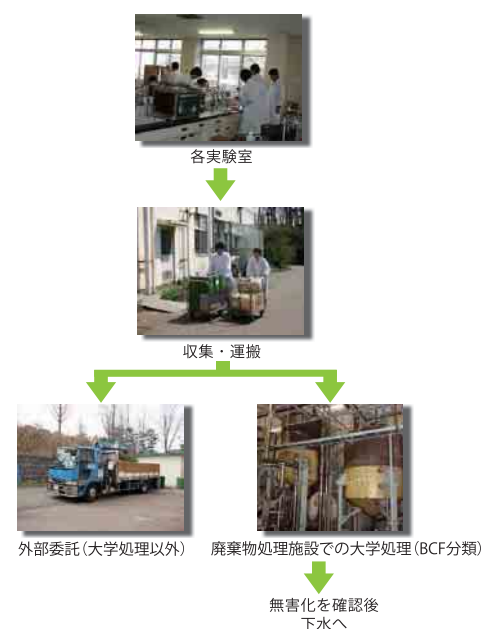 各実験室
収集・運搬
外部委託(大学処理以外)
廃棄物処理施設での大学処理(BCF分類)
無害化を確認後
下水へ